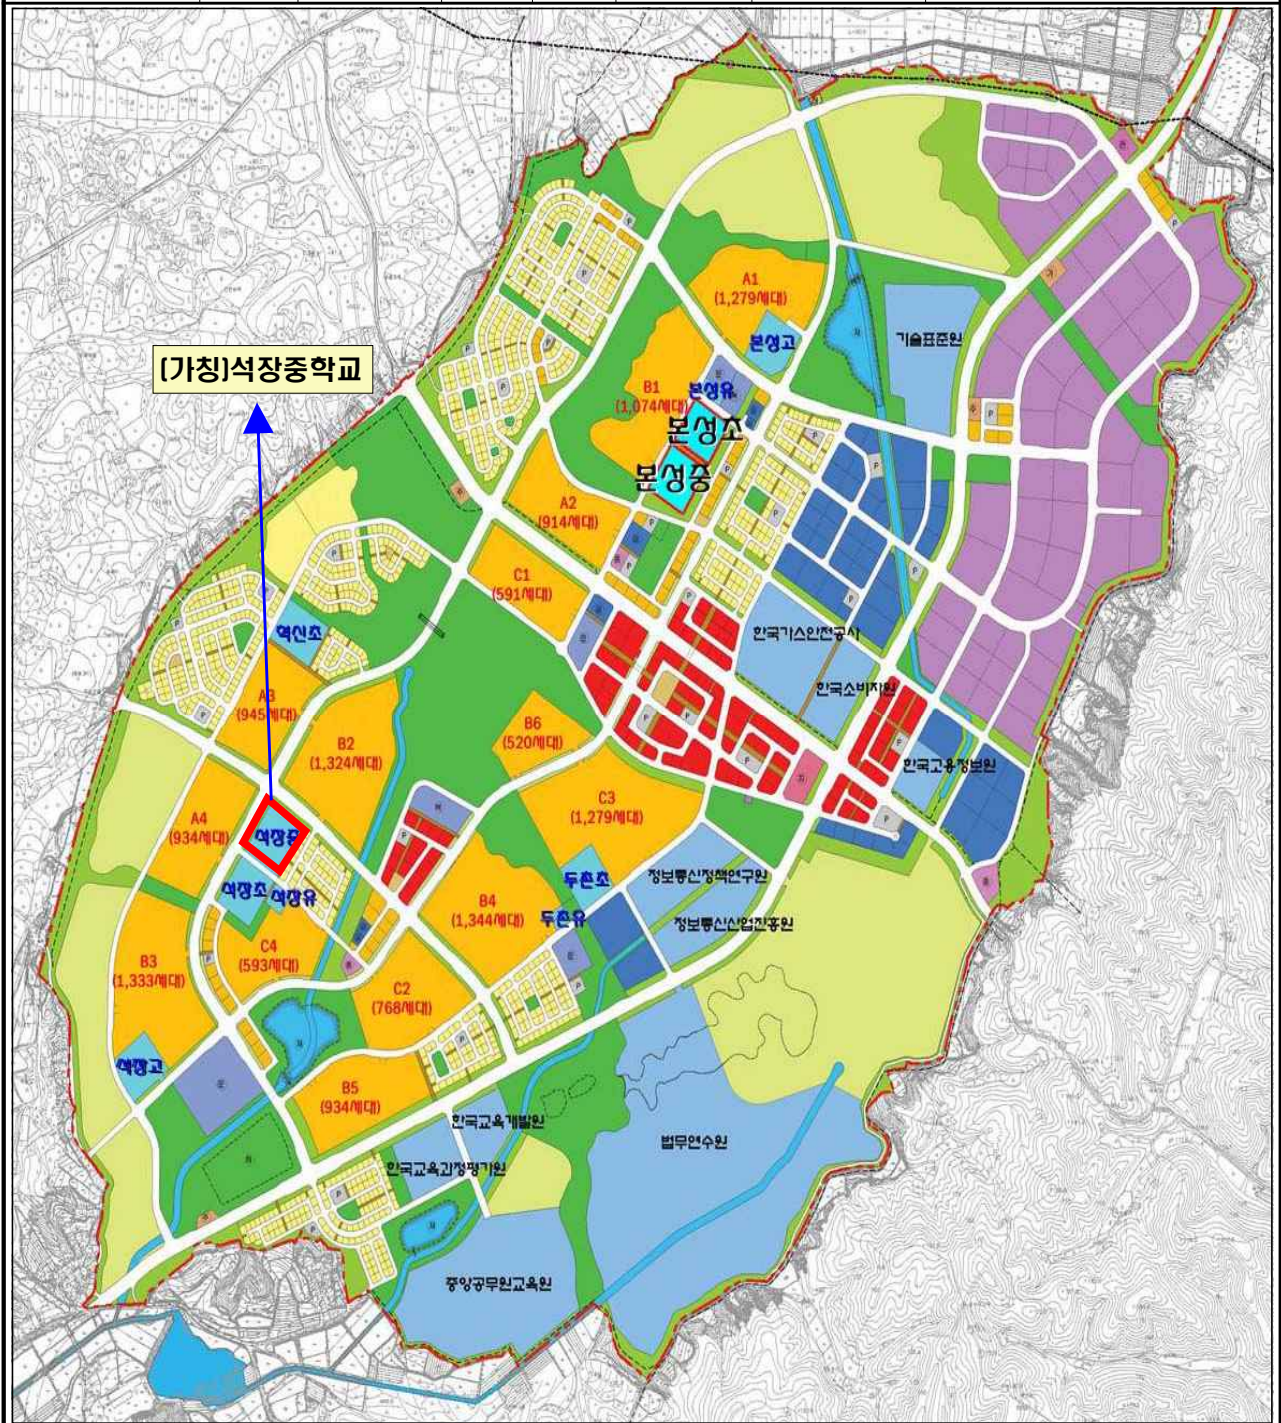 (가칭)석장중학교
A1
(1,279세대)
본성고
기술표준원
B1
(1,074세대)
본성유
본성초
본성중
A2
(914세대)
C1
(591세대)
한국가스안전공사
한국소비자원
혁신초
A3
(945세대)
B2
(1,324세대)
B6
(520세대)
한국고용정보원
C3
(1,279세대)
A4
(934세대)
석장중
두촌초
정보통신정책연구원
석장초
석장유
B4
(1,344세대)
두촌유
정보통신산업진흥원
C4
(593세대)
B3
(1,333세대)
C2
(768세대)
석장고
B5
(934세대)
한국교육개발원
법무연수원
한국교육과정평가원
중앙공무원교육원